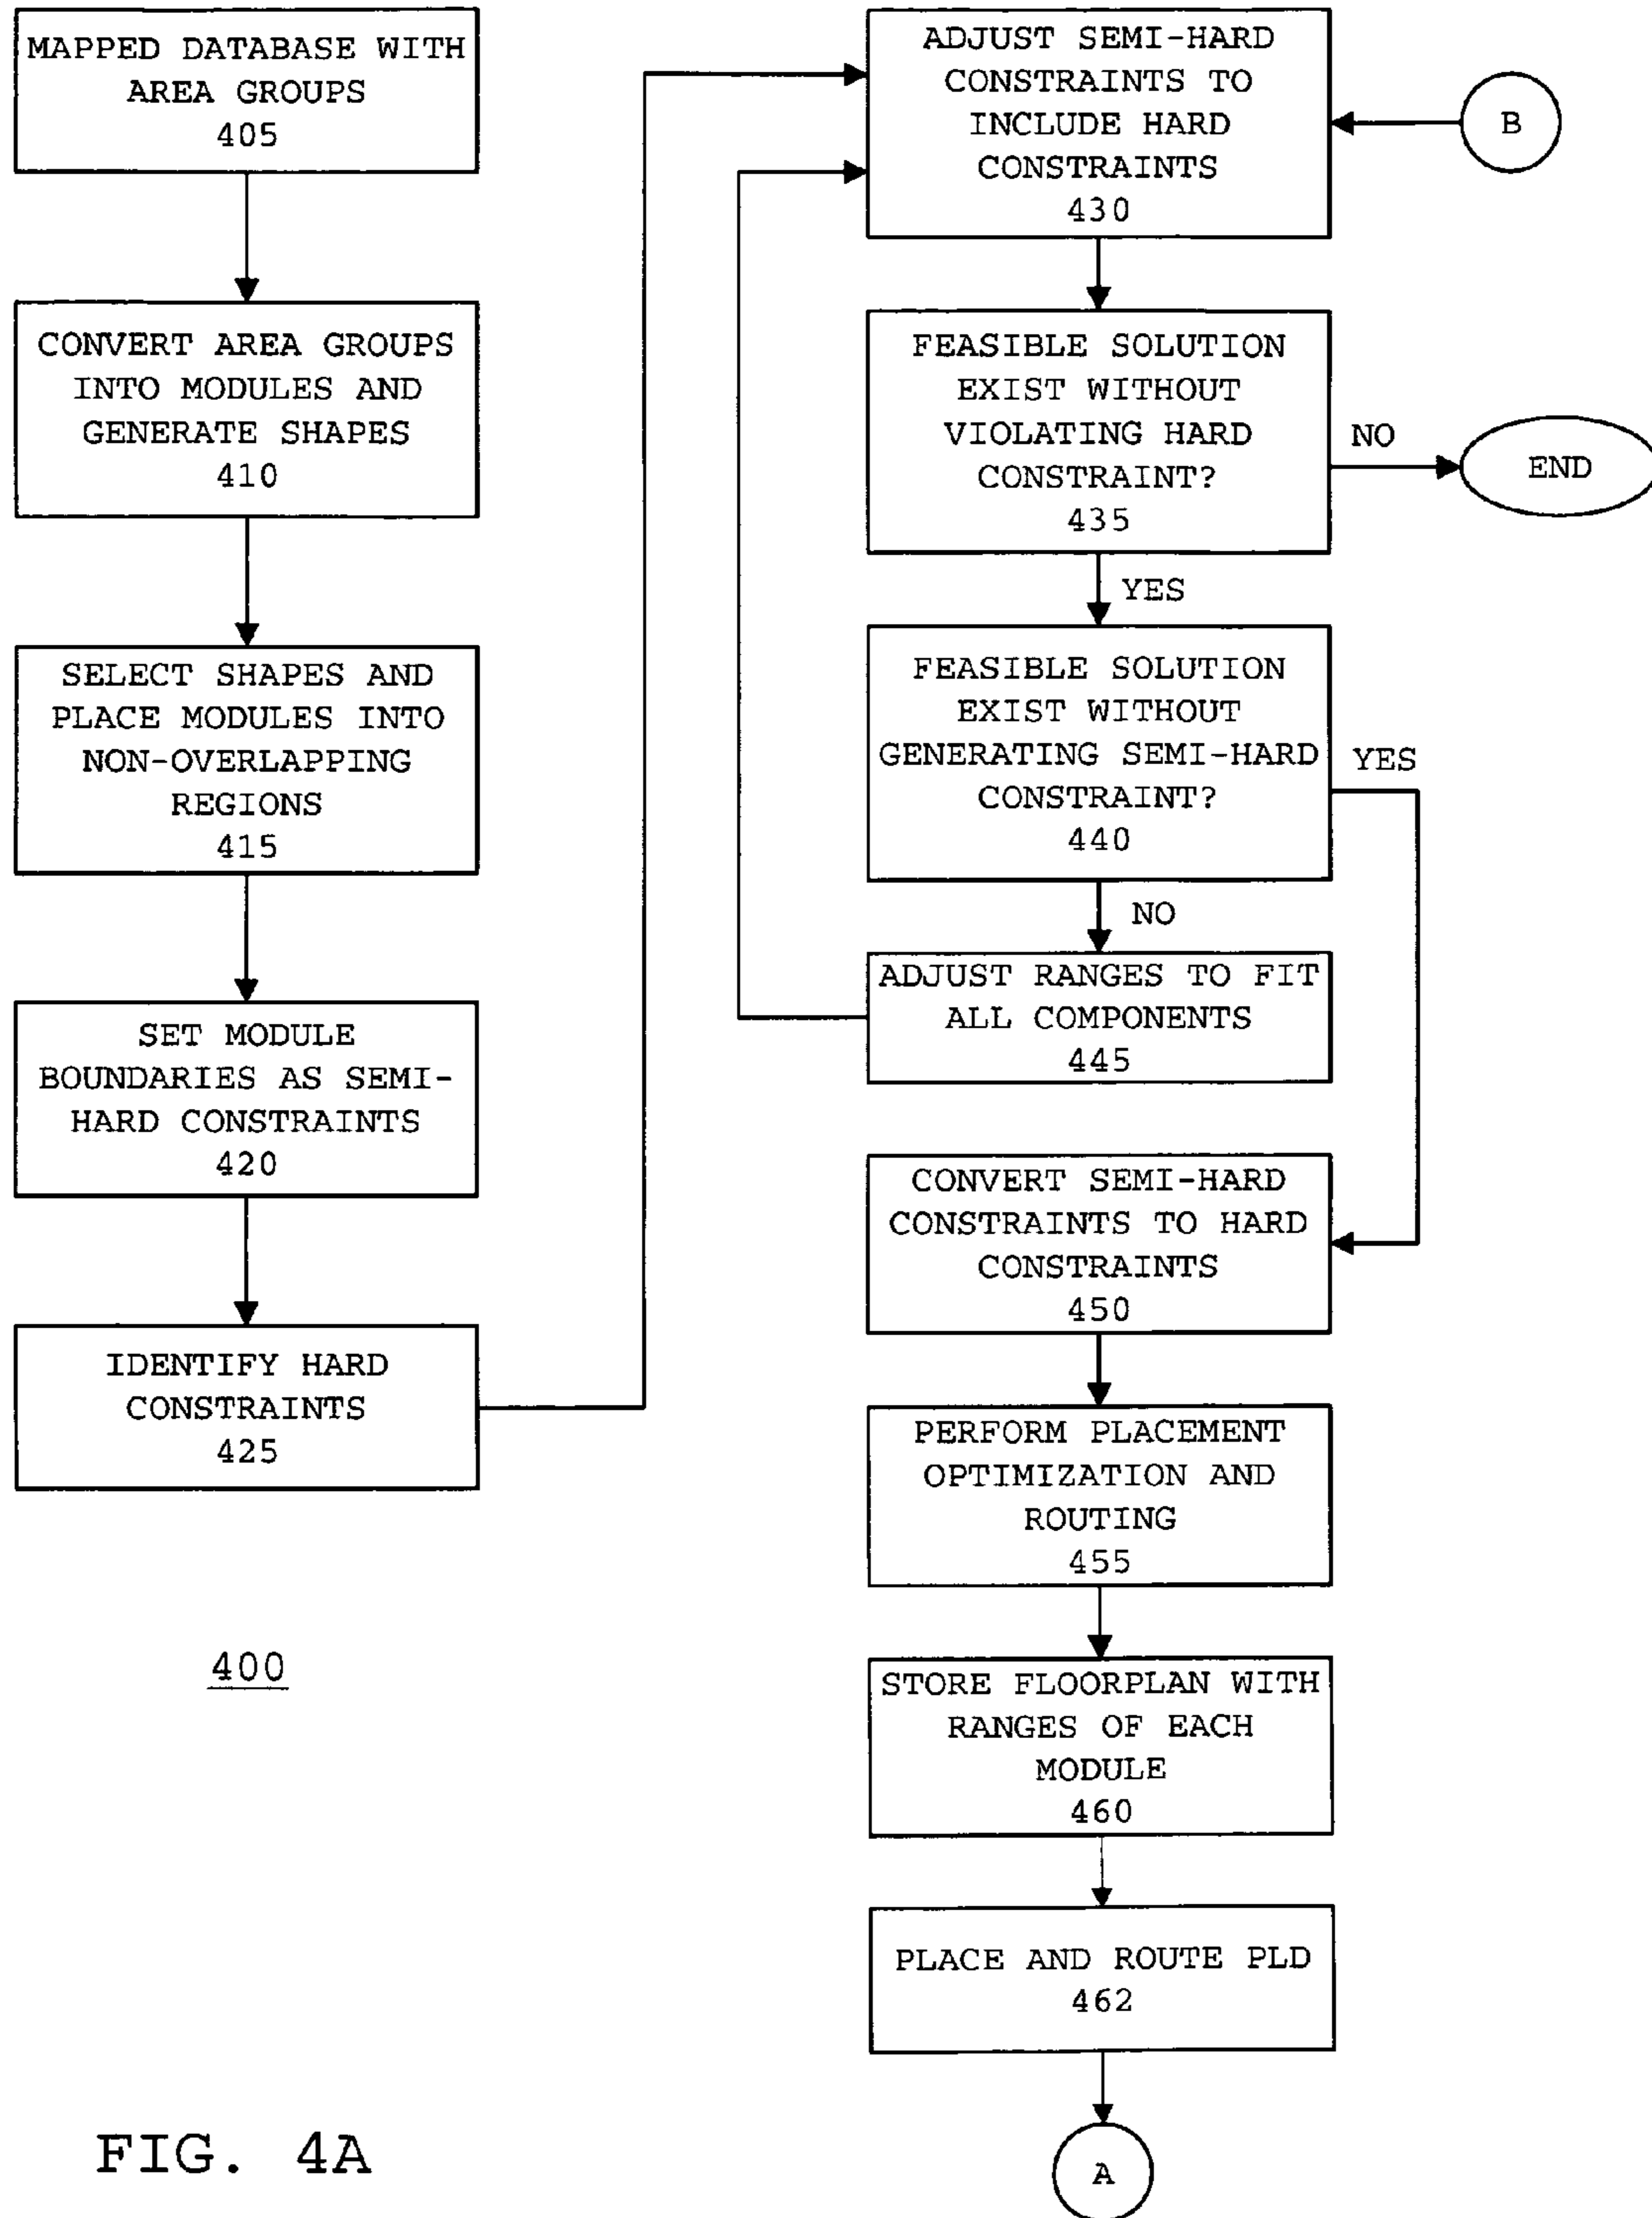 MAPPED DATABASE WITH
AREA GROUPS
405
CONVERT AREA GROUPS
INTO MODULES AND
GENERATE SHAPES
410
SELECT SHAPES AND
PLACE MODULES INTO
NON-OVERLAPPING
REGIONS
415
SET MODULE
BOUNDARIES AS SEMI-
HARD CONSTRAINTS
420
IDENTIFY HARD
CONSTRAINTS
425
400
FIG. 4A
ADJUST SEMI-HARD
CONSTRAINTS TO
INCLUDE HARD
CONSTRAINTS
430
B
FEASIBLE SOLUTION
EXIST WITHOUT
VIOLATING HARD
CONSTRAINT?
435
NO
END
YES
FEASIBLE SOLUTION
EXIST WITHOUT
GENERATING SEMI-HARD
CONSTRAINT?
440
YES
NO
ADJUST RANGES TO FIT
ALL COMPONENTS
445
CONVERT SEMI-HARD
CONSTRAINTS TO HARD
CONSTRAINTS
450
PERFORM PLACEMENT
OPTIMIZATION AND
ROUTING
455
STORE FLOORPLAN WITH
RANGES OF EACH
MODULE
460
PLACE AND ROUTE PLD
462
A